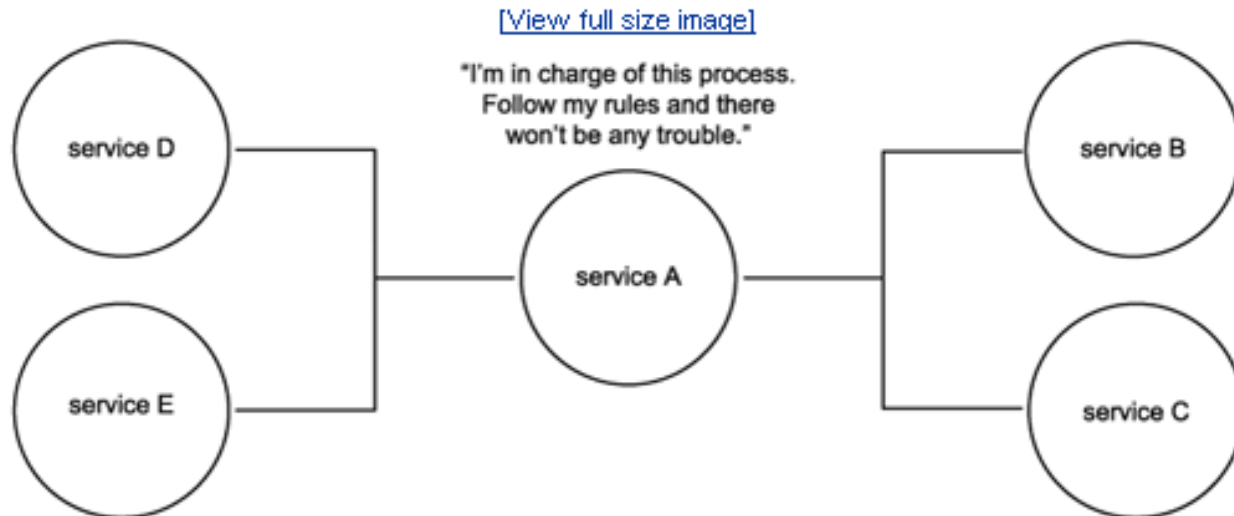 [View full size image]
"I'm in charge of this process.
Follow my rules and there
won't be any trouble."
service D
service B
service A
service E
service C